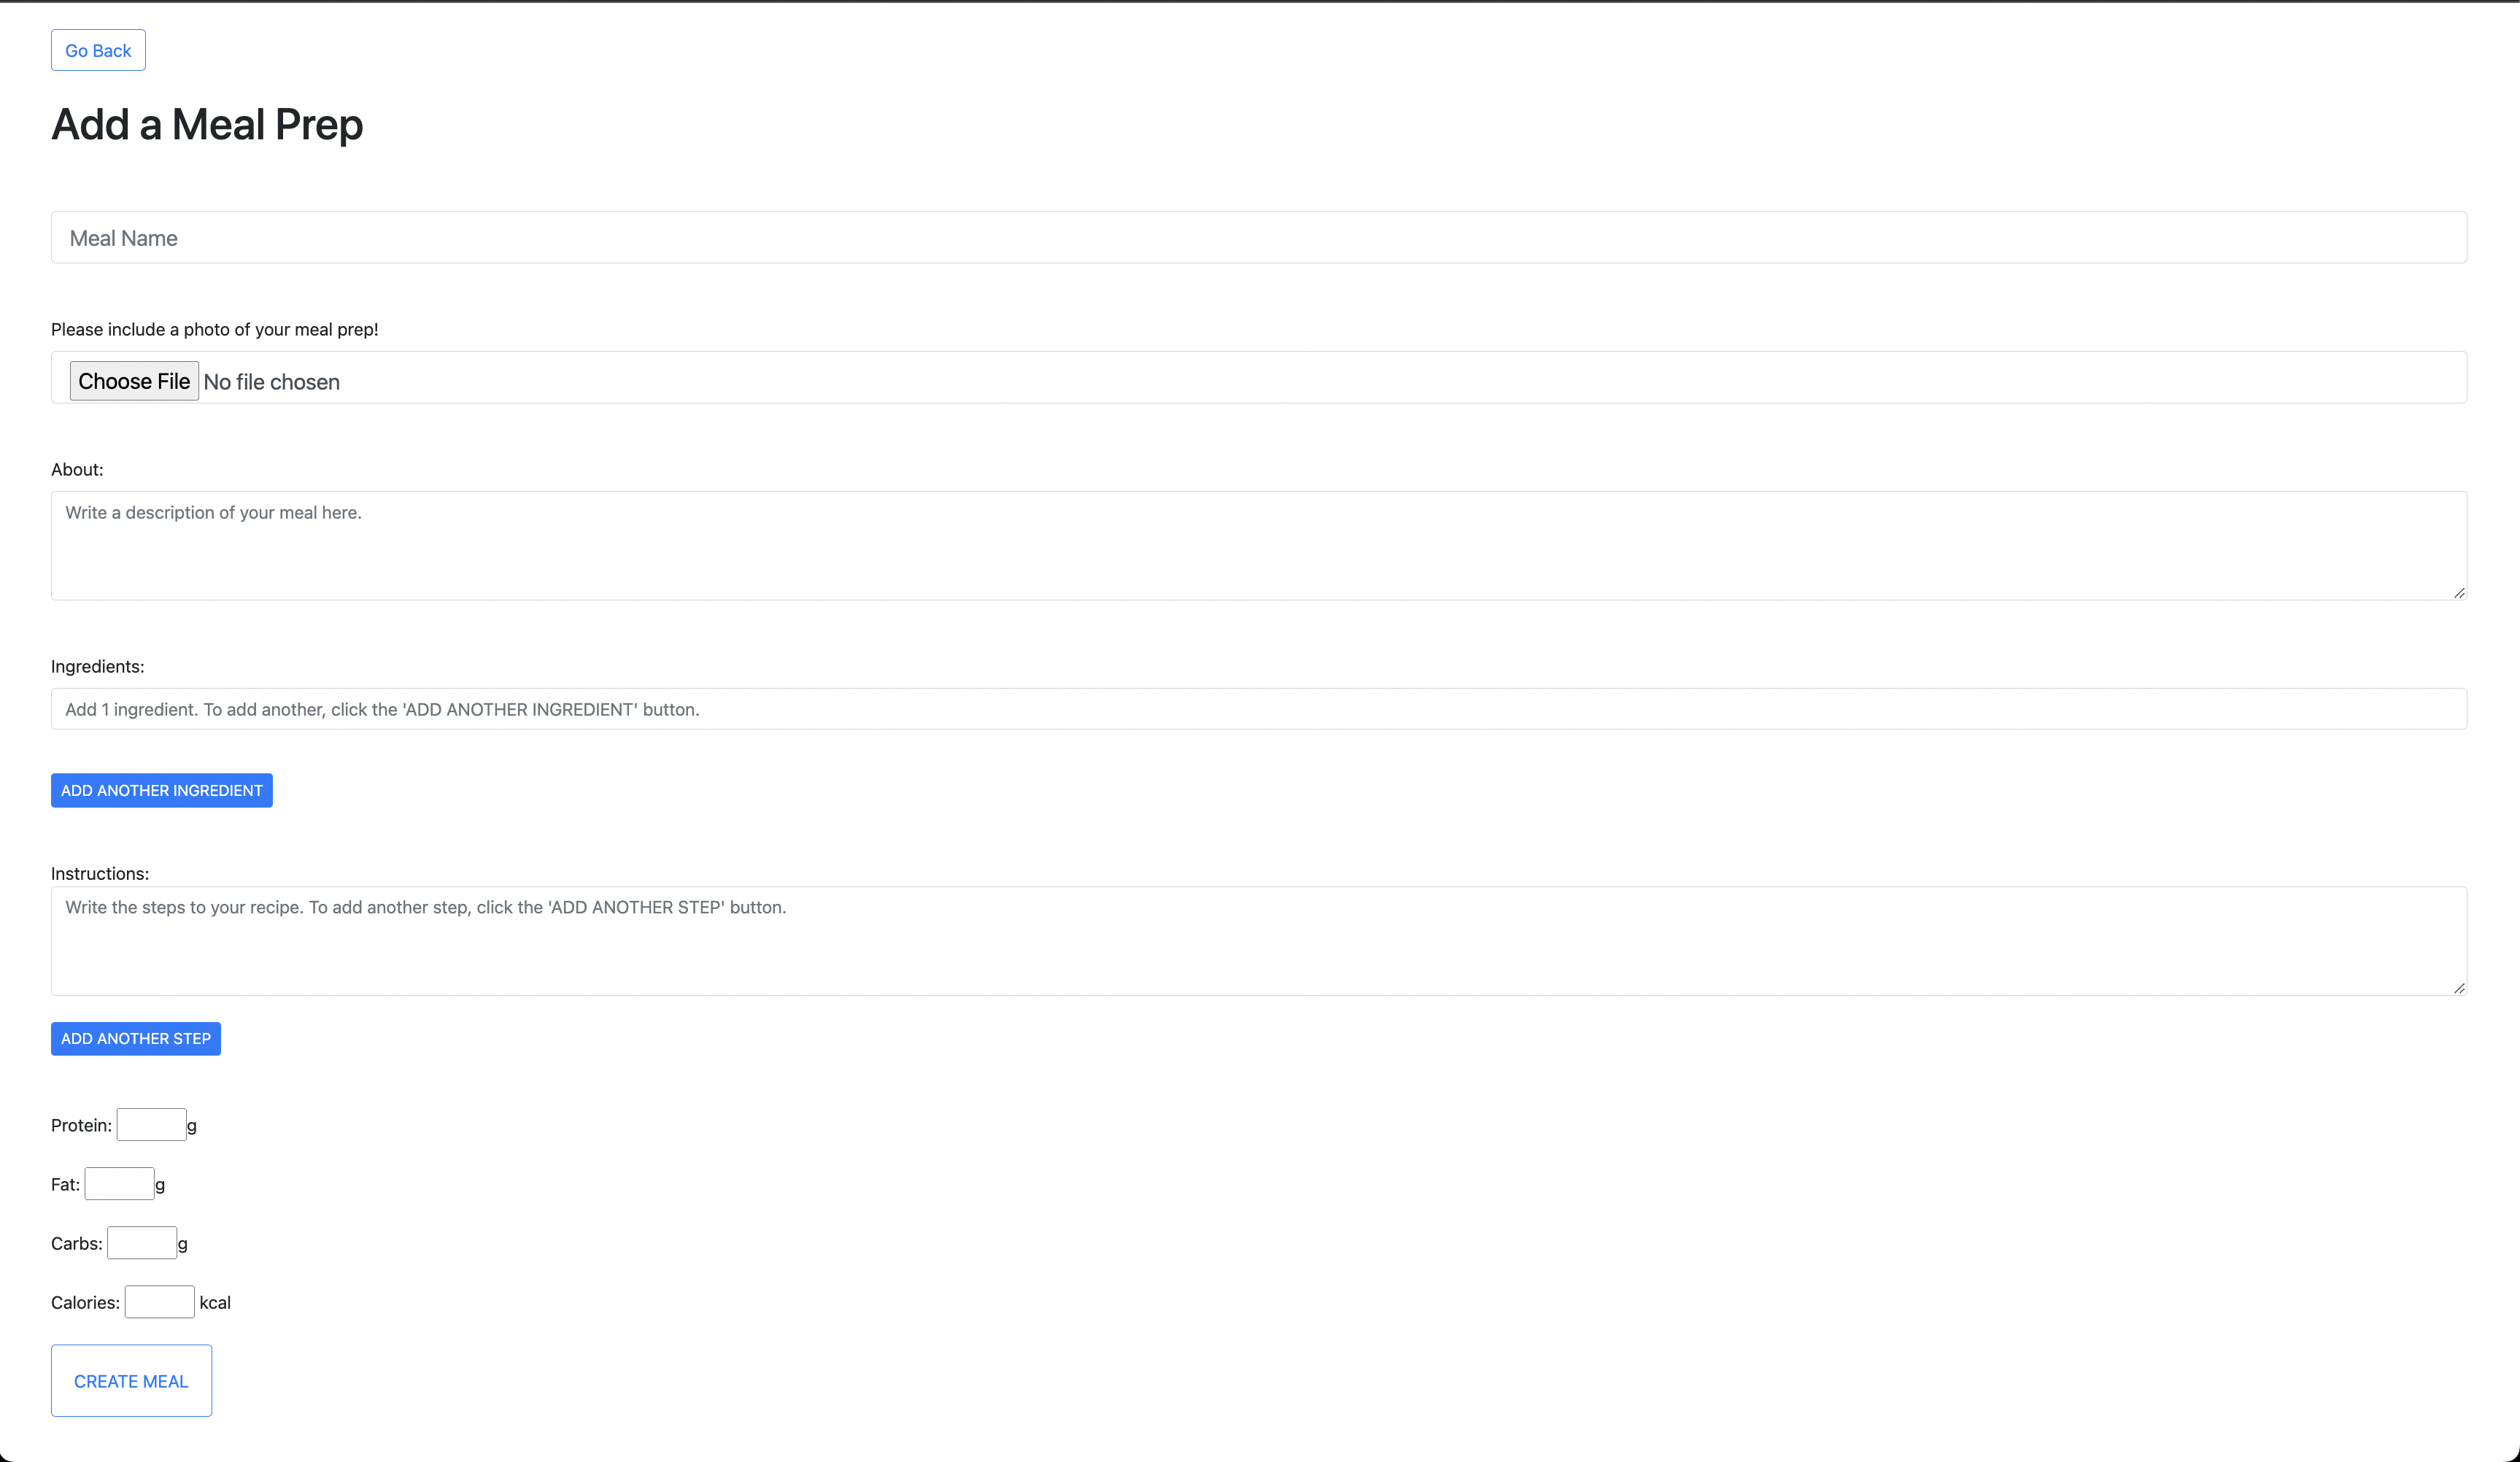 Go Back
Add a Meal Prep
Meal Name
Please include a photo of your meal prep!
Choose File No file chosen
About:
Write a description of your meal here.
Ingredients:
Add 1 ingredient. To add another, click the 'ADD ANOTHER INGREDIENT' button.
ADD ANOTHER INGREDIENT
Instructions:
Write the steps to your recipe. To add another step, click the 'ADD ANOTHER STEP' button.
ADD ANOTHER STEP
Protein: g
Fat: g
Carbs: g
Calories: kcal
CREATE MEAL